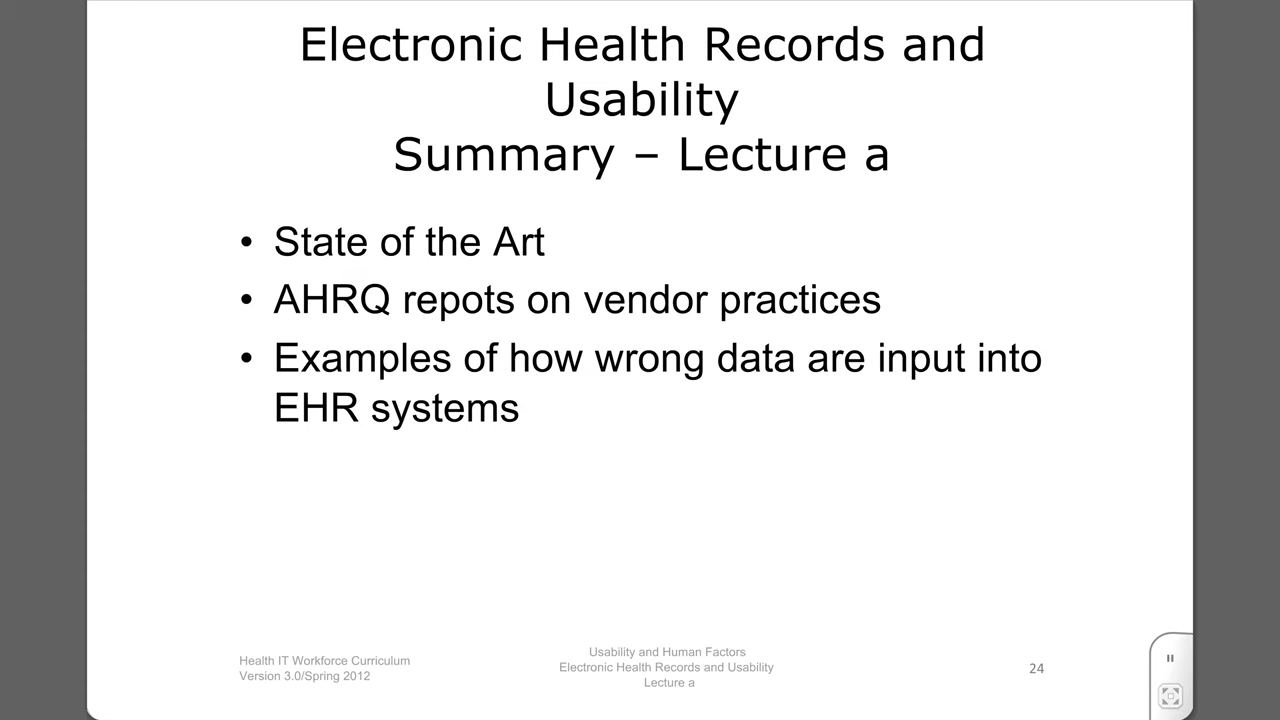 Electronic Health Records and
Usability
Summary – Lecture a
• State of the Art
• AHRQ repots on vendor practices
• Examples of how wrong data are input into
EHR systems
Health IT Workforce Curriculum
Version 3.0/Spring 2012
Usability and Human Factors
Electronic Health Records and Usability
Lecture a
24